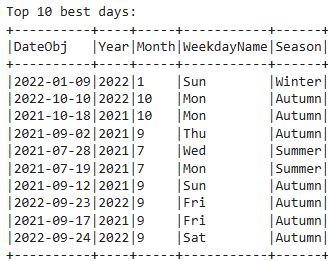 Top 10 best days:
+----------+----+-----+-----------+------+
|DateObj   |Year|Month|WeekdayName|Season|
+----------+----+-----+-----------+------+
|2022-01-09|2022|1    |Sun        |Winter|
|2022-10-10|2022|10   |Mon        |Autumn|
|2021-10-18|2021|10   |Mon        |Autumn|
|2021-09-02|2021|9    |Thu        |Autumn|
|2021-07-28|2021|7    |Wed        |Summer|
|2021-07-19|2021|7    |Mon        |Summer|
|2021-09-12|2021|9    |Sun        |Autumn|
|2022-09-23|2022|9    |Fri        |Autumn|
|2021-09-17|2021|9    |Fri        |Autumn|
|2022-09-24|2022|9    |Sat        |Autumn|
+----------+----+-----+-----------+------+